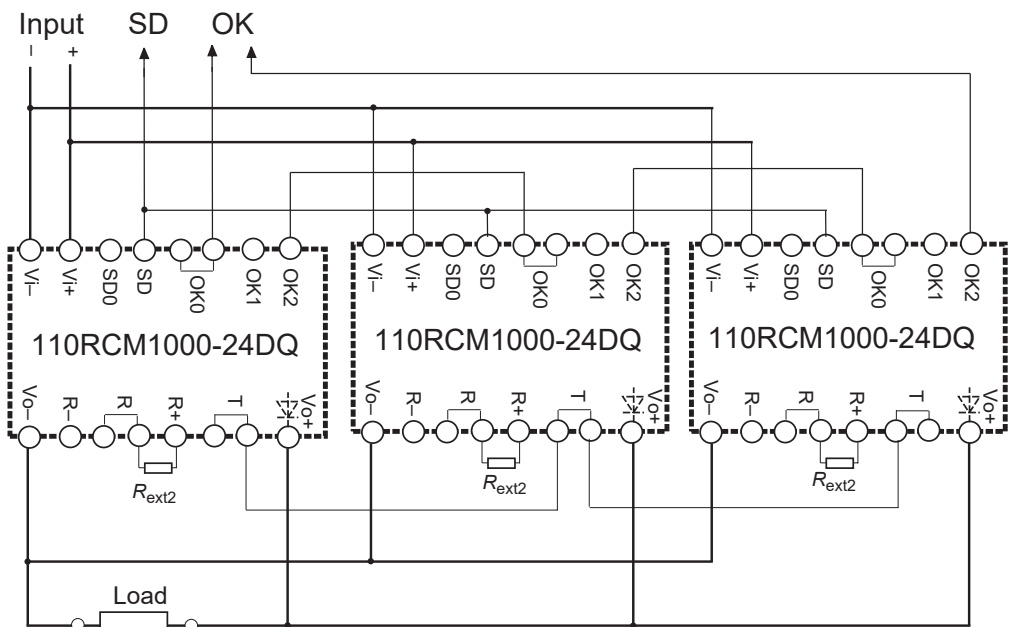 Input SD OK
– +
Vi– Vi+ SD0 SD OK0 OK1 OK2
Vi– Vi+ SD0 SD OK0 OK1 OK2
Vi– Vi+ SD0 SD OK0 OK1 OK2
110RCM1000-24DQ
110RCM1000-24DQ
110RCM1000-24DQ
Vo– R– R R+ T Vo+
Vo– R– R R+ T Vo+
Vo– R– R R+ T Vo+
Rext2
Rext2
Rext2
Load